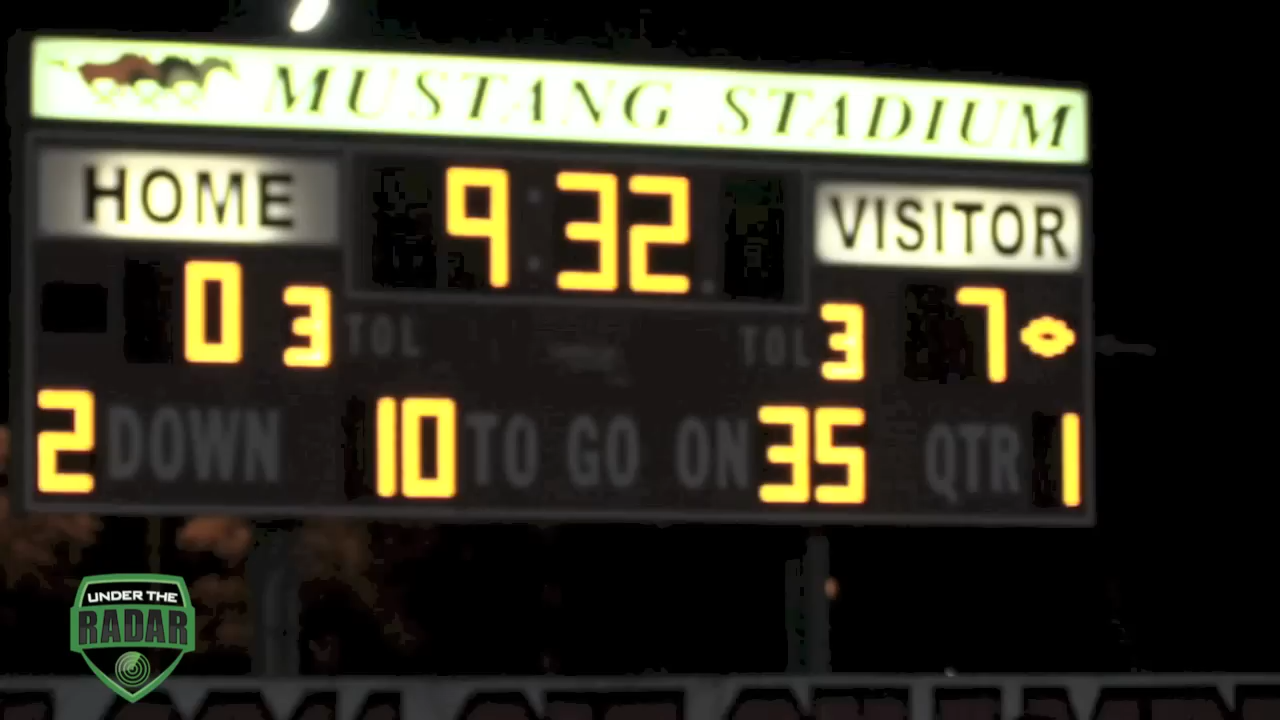 MUSTANG STADIUM
HOME 9:32 VISITOR
0 3 TOL TOL 3 7
2 DOWN 10 TO GO ON 35 QTR 1
UNDER THE
RADAR